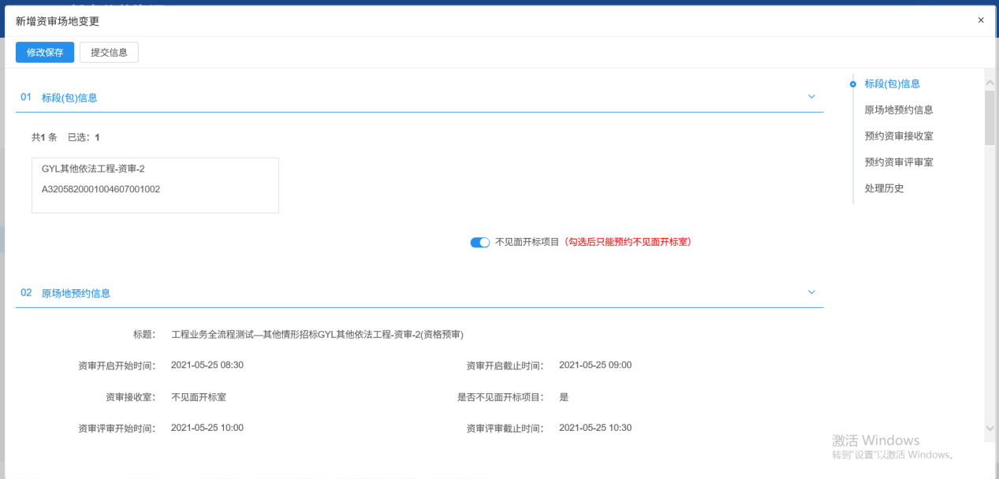 新增资审场地变更
×
修改保存 提交信息
01 标段(包)信息
共1 条 已选：1
GYL其他依法工程-资审-2
A3205820001004607001002
不见面开标项目 (勾选后只能预约不见面开标室)
02 原场地预约信息
标题： 工程业务全流程测试—其他情形招标GYL其他依法工程-资审-2(资格预审)
资审开启开始时间： 2021-05-25 08:30 资审开启截止时间： 2021-05-25 09:00
资审接收室： 不见面开标室 是否不见面开标项目： 是
资审评审开始时间： 2021-05-25 10:00 资审评审截止时间： 2021-05-25 10:30
标段(包)信息
原场地预约信息
预约资审接收室
预约资审评审室
处理历史
激活 Windows
转到"设置"以激活 Windows。